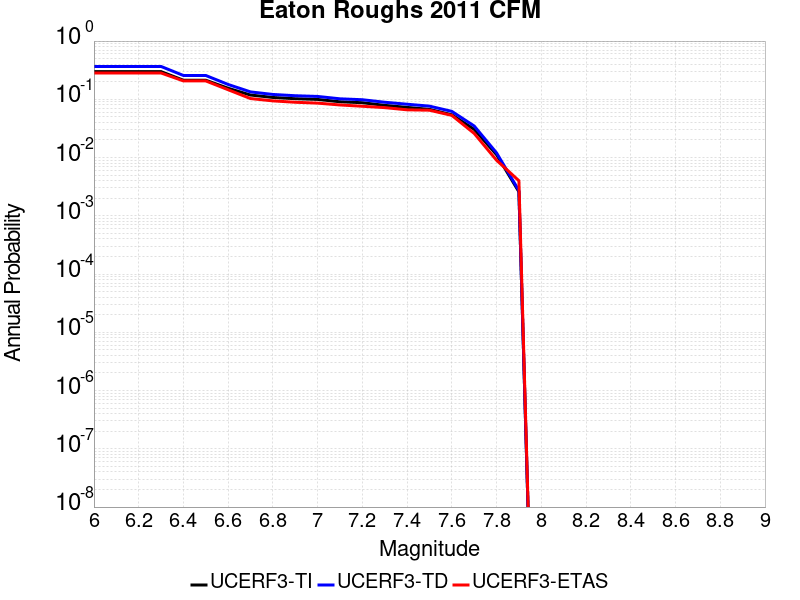 Eaton Roughs 2011 CFM
10^0
10^-1
10^-2
10^-3
10^-4
10^-5
10^-6
10^-7
10^-8
Annual Probability
6 6.2 6.4 6.6 6.8 7 7.2 7.4 7.6 7.8 8 8.2 8.4 8.6 8.8 9
Magnitude
UCERF3-TI UCERF3-TD UCERF3-ETAS